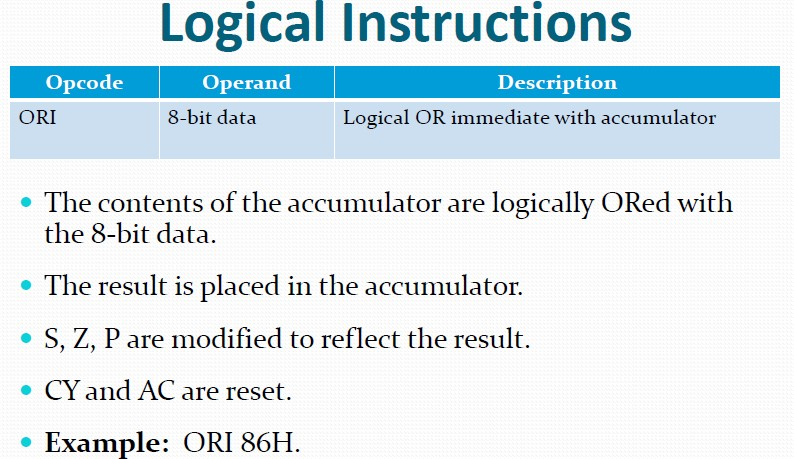 Logical Instructions
Opcode Operand Description
ORI 8-bit data Logical OR immediate with accumulator
• The contents of the accumulator are logically ORed with
the 8-bit data.
• The result is placed in the accumulator.
• S, Z, P are modified to reflect the result.
• CY and AC are reset.
• Example: ORI 86H.